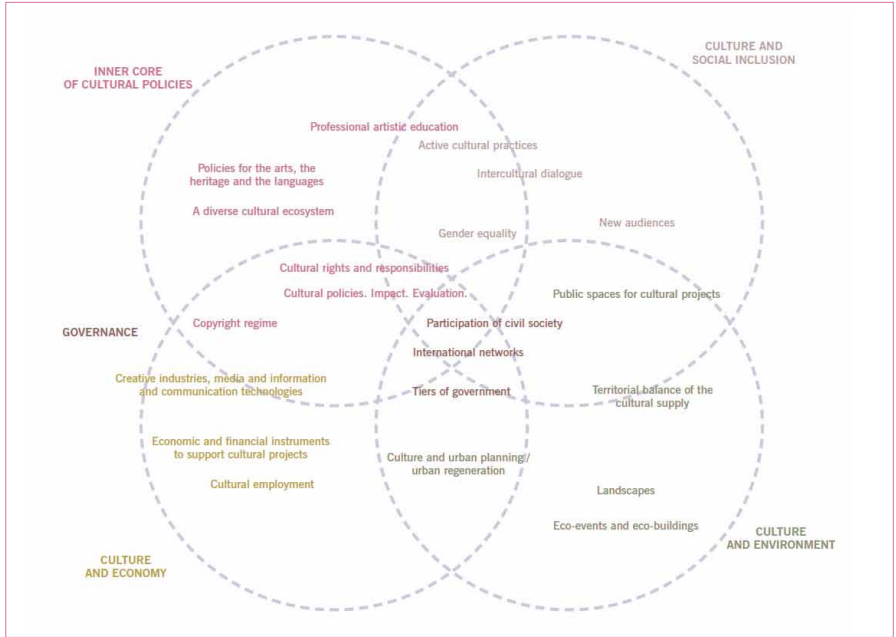 CULTURE AND
SOCIAL INCLUSION
INNER CORE
OF CULTURAL POLICIES
Professional artistic education
Active cultural practices
Policies for the arts, the
heritage and the languages
Intercultural dialogue
A diverse cultural ecosystem
New audiences
Gender equality
Cultural rights and responsibilities
Cultural policies. Impact. Evaluation.
Public spaces for cultural projects
GOVERNANCE
Copyright regime
Participation of civil society
International networks
Creative industries, media and information
and communication technologies
Tiers of government
Territorial balance of the
cultural supply
Economic and financial instruments
to support cultural projects
Culture and urban planning/
urban regeneration
Cultural employment
Landscapes
Eco-events and eco-buildings
CULTURE
AND ENVIRONMENT
CULTURE
AND ECONOMY